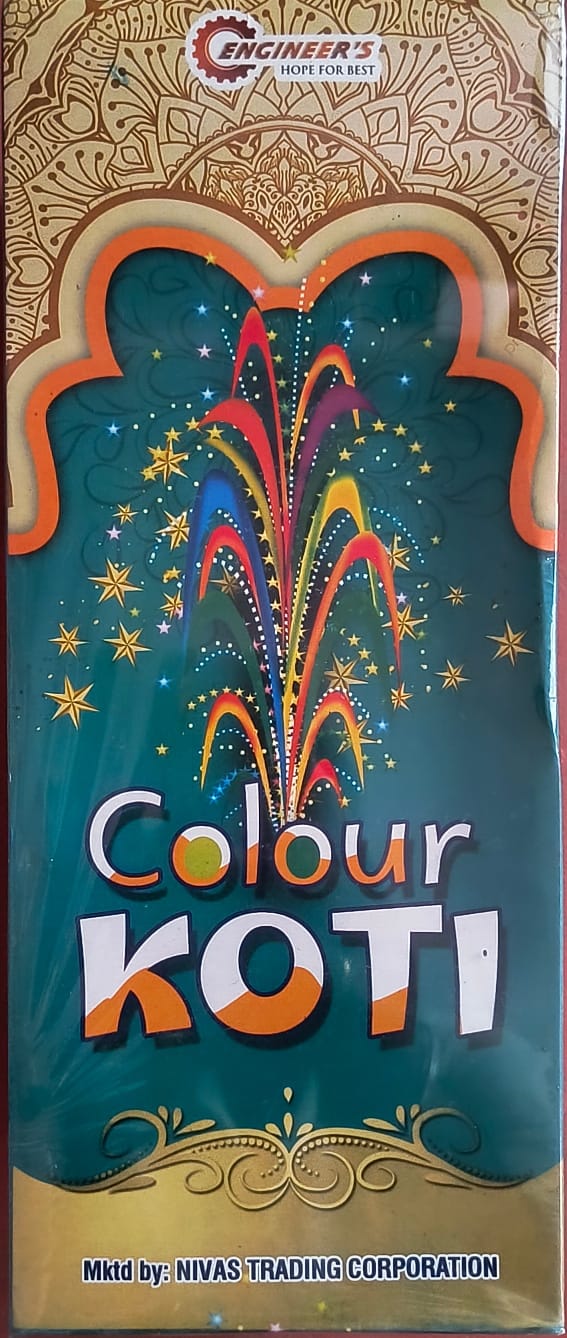 ENGINEER'S
HOPE FOR BEST
Colour
KOTI
Mktd by: NIVAS TRADING CORPORATION